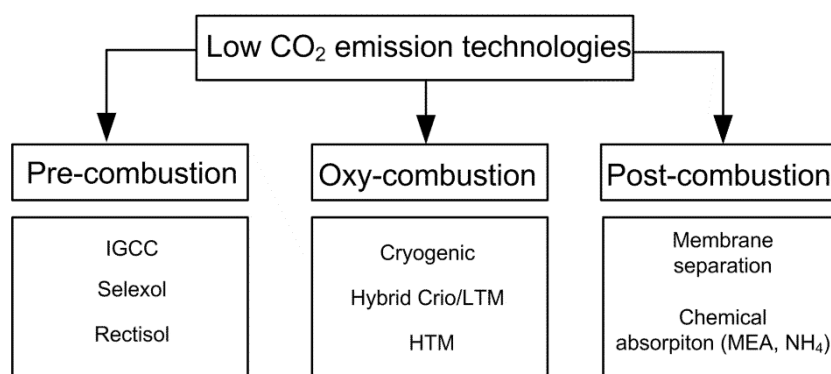 Low CO₂ emission technologies
Pre-combustion
Oxy-combustion
Post-combustion
IGCC
Selexol
Rectisol
Cryogenic
Hybrid Crio/LTM
HTM
Membrane
separation
Chemical
absorpiton (MEA, NH₄)